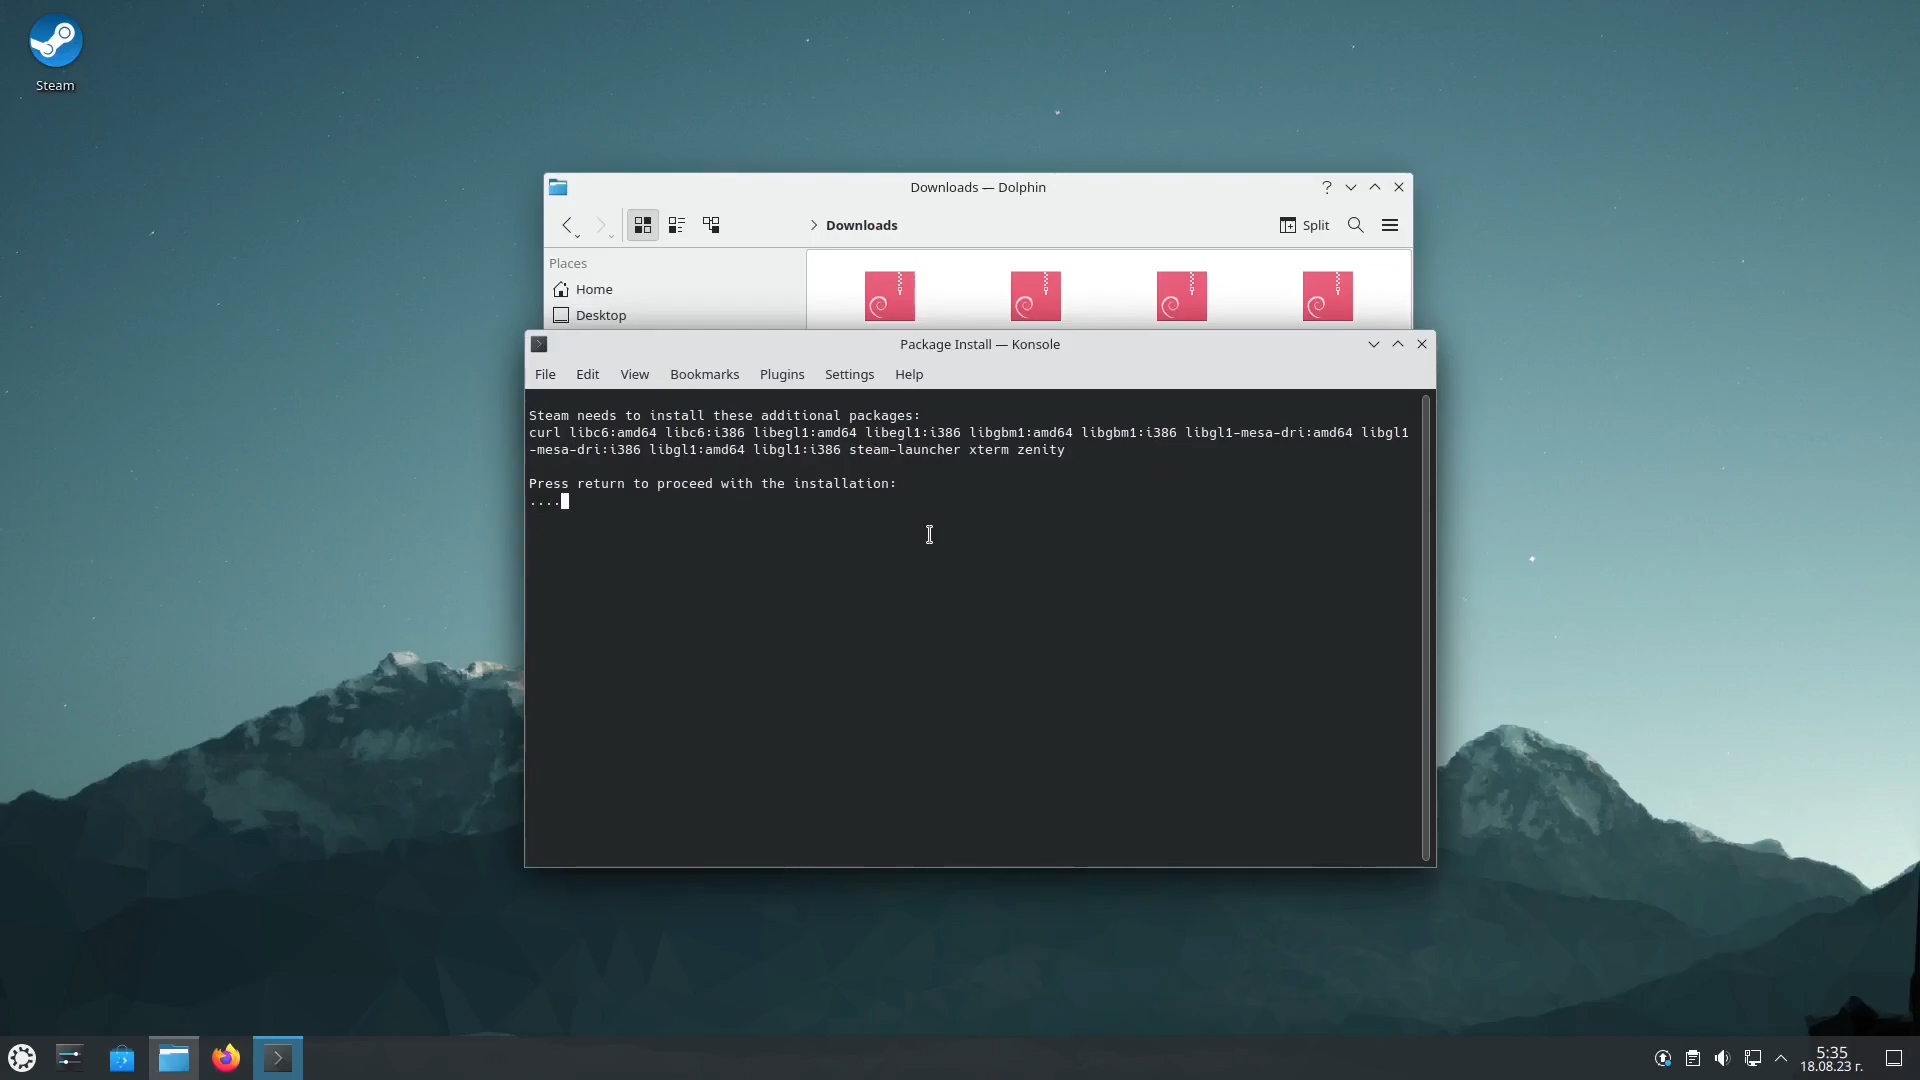 Steam
Downloads — Dolphin
Downloads
Split
Places
Home
Desktop
Package Install — Konsole
File Edit View Bookmarks Plugins Settings Help
Steam needs to install these additional packages:
curl libc6:amd64 libc6:i386 libegl1:amd64 libegl1:i386 libgbm1:amd64 libgbm1:i386 libgl1-mesa-dri:amd64 libgl1
-mesa-dri:i386 libgl1:amd64 libgl1:i386 steam-launcher xterm zenity
Press return to proceed with the installation:
....
5:35
18.08.23 г.